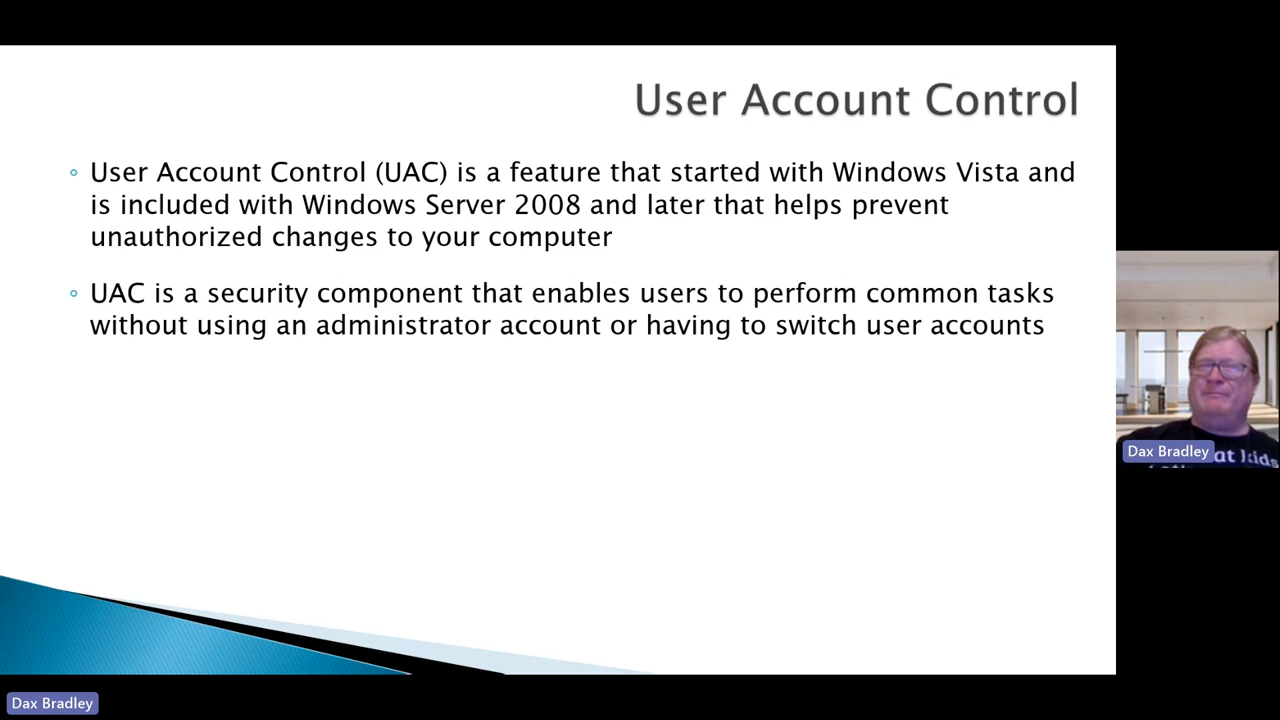 User Account Control
User Account Control (UAC) is a feature that started with Windows Vista and
is included with Windows Server 2008 and later that helps prevent
unauthorized changes to your computer
UAC is a security component that enables users to perform common tasks
without using an administrator account or having to switch user accounts
Dax Bradley
at kids
Dax Bradley